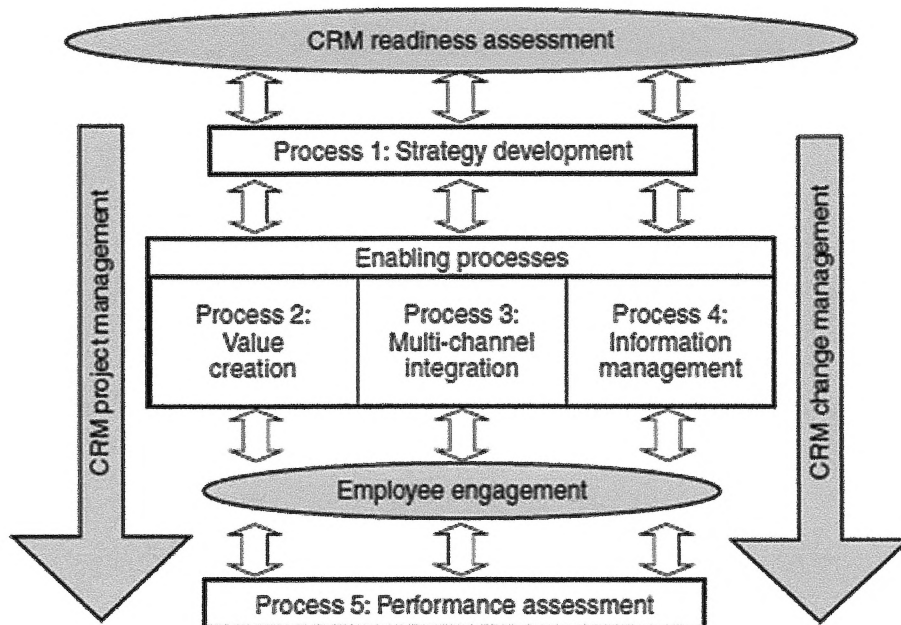 CRM readiness assessment
Process 1: Strategy development
CRM project management
CRM change management
Enabling processes
Process 2:
Value
creation
Process 3:
Multi-channel
integration
Process 4:
Information
management
Employee engagement
Process 5: Performance assessment